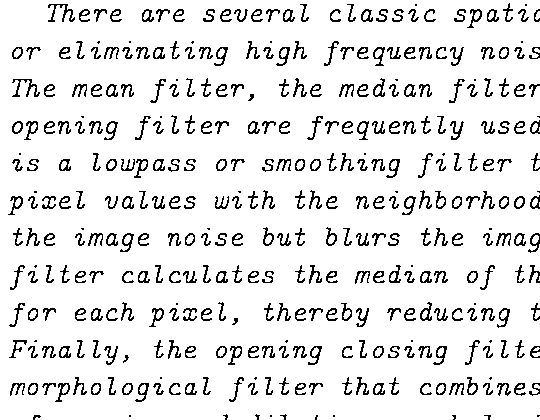 There are several classic spatic
or eliminating high frequency nois
The mean filter, the median filter
opening filter are frequently used
is a lowpass or smoothing filter t
pixel values with the neighborhood
the image noise but blurs the imag
filter calculates the median of th
for each pixel, thereby reducing t
Finally, the opening closing filte
morphological filter that combines